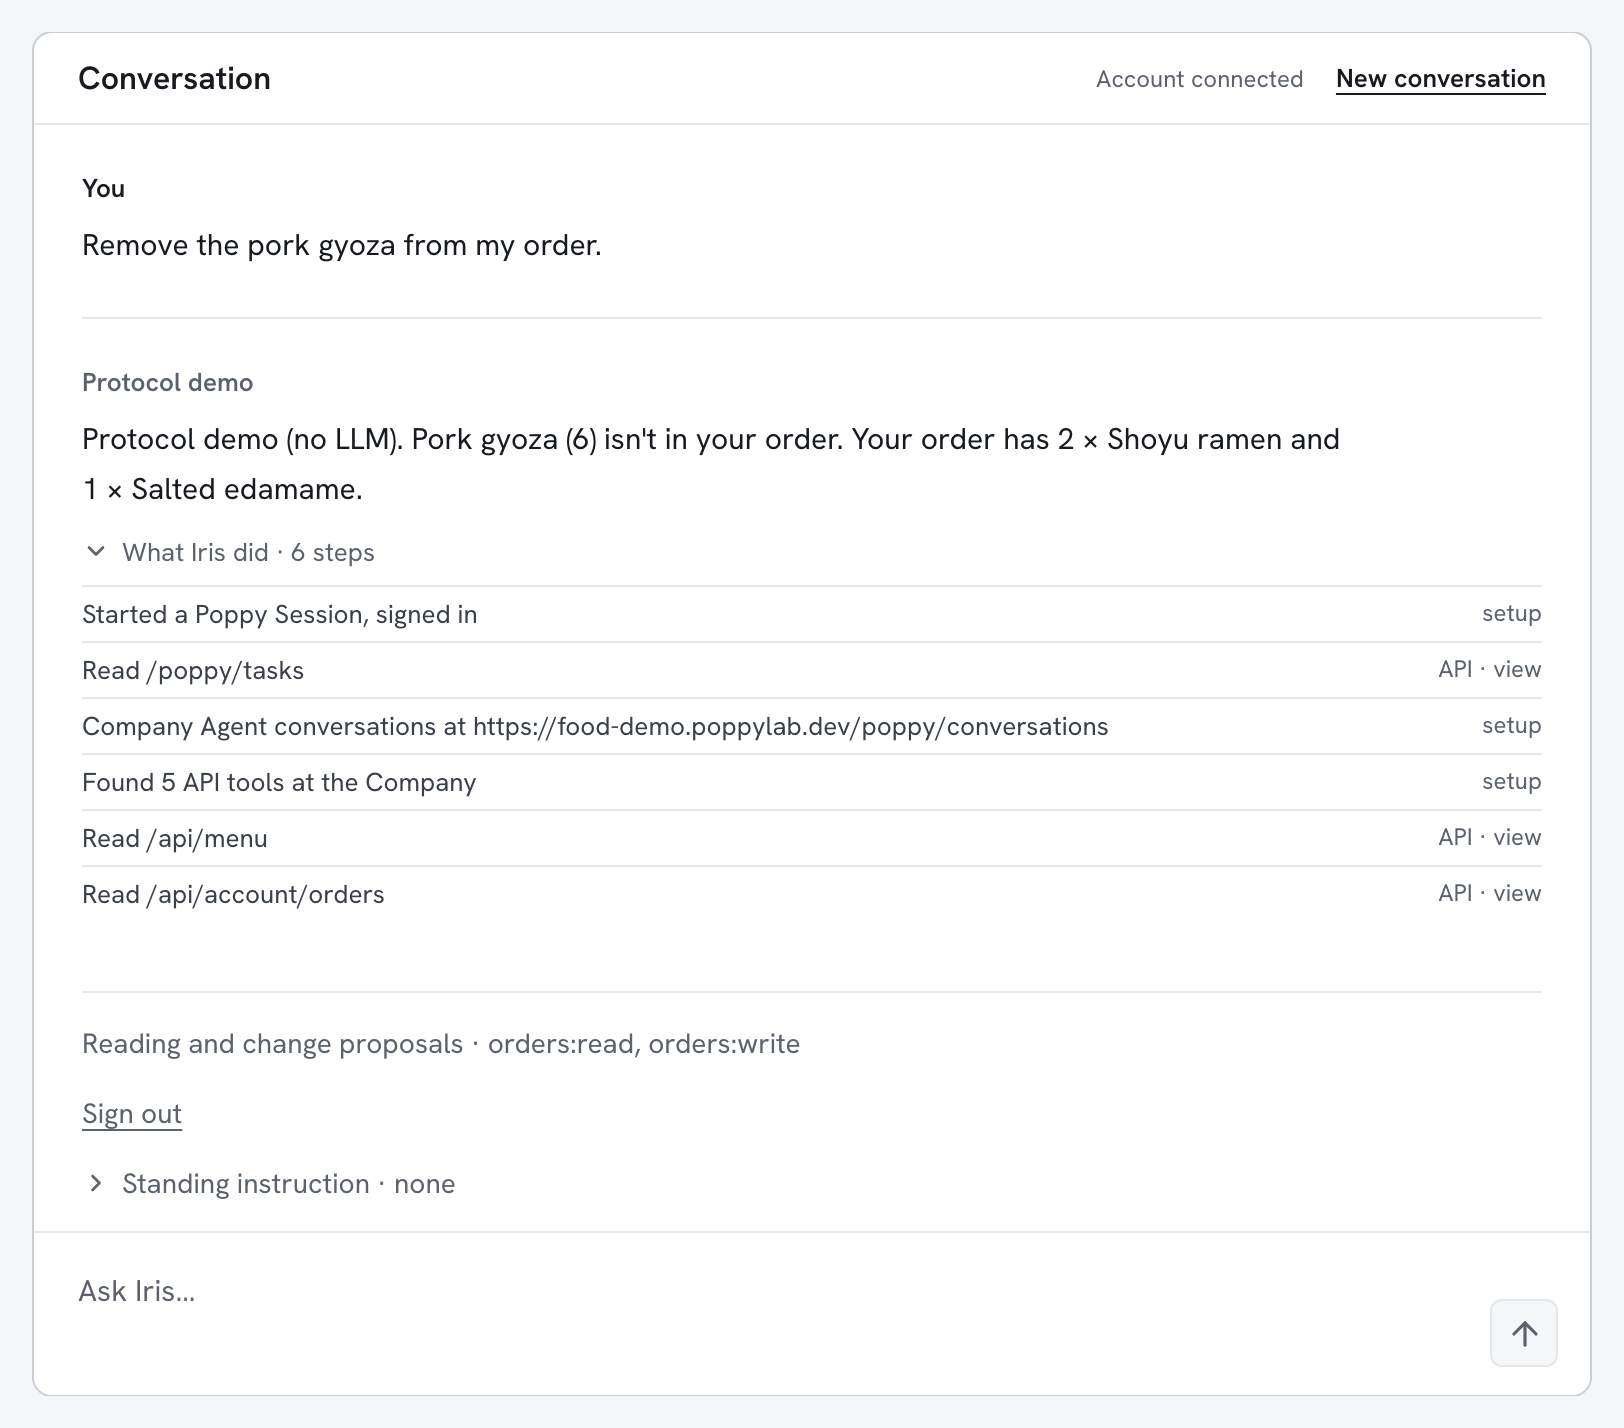 Conversation
Account connected
New conversation
You
Remove the pork gyoza from my order.
Protocol demo
Protocol demo (no LLM). Pork gyoza (6) isn't in your order. Your order has 2 × Shoyu ramen and
1 × Salted edamame.
What Iris did · 6 steps
Started a Poppy Session, signed in
setup
Read /poppy/tasks
API · view
Company Agent conversations at https://food-demo.poppylab.dev/poppy/conversations
setup
Found 5 API tools at the Company
setup
Read /api/menu
API · view
Read /api/account/orders
API · view
Reading and change proposals · orders:read, orders:write
Sign out
Standing instruction · none
Ask Iris...